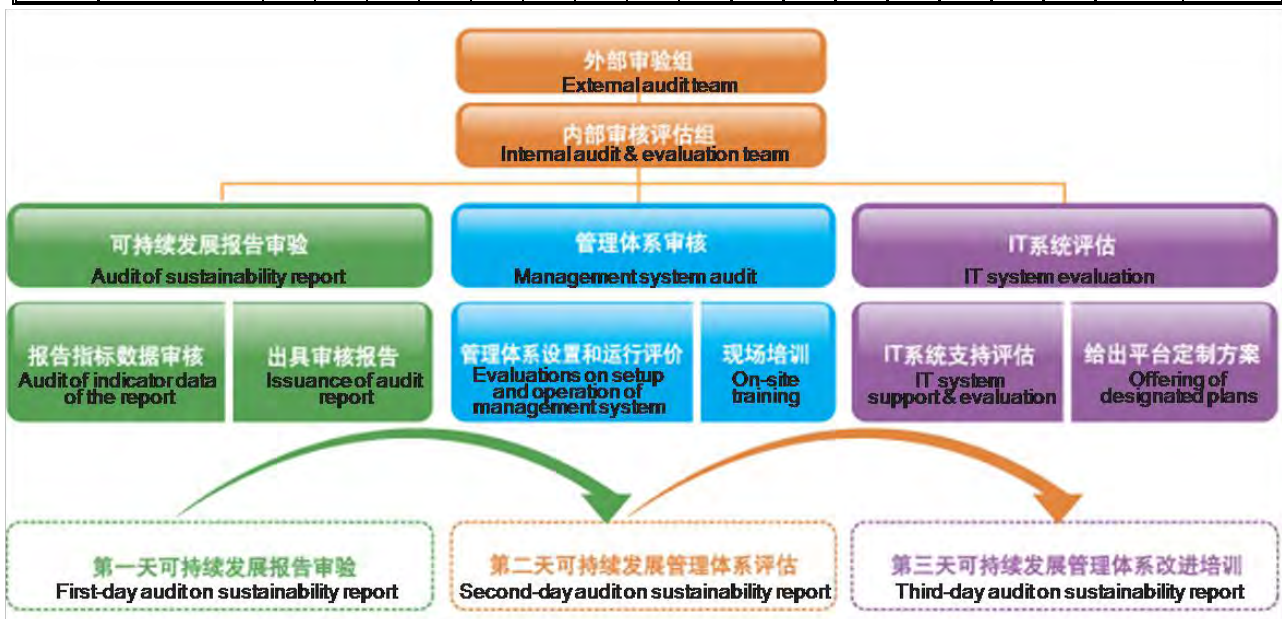 外部审验组
External audit team
内部审核评估组
Internal audit & evaluation team
可持续发展报告审验
Audit of sustainability report
管理体系审核
Management system audit
IT系统评估
IT system evaluation
报告指标数据审核
Audit of indicator data
of the report
出具审核报告
Issuance of audit
report
管理体系设置和运行评价
Evaluations on setup
and operation of
management system
现场培训
On-site
training
IT系统支持评估
IT system
support & evaluation
给出平台定制方案
Offering of
designated plans
第一天可持续发展报告审验
First-day audit on sustainability report
第二天可持续发展管理体系评估
Second-day audit on sustainability report
第三天可持续发展管理体系改进培训
Third-day audit on sustainability report